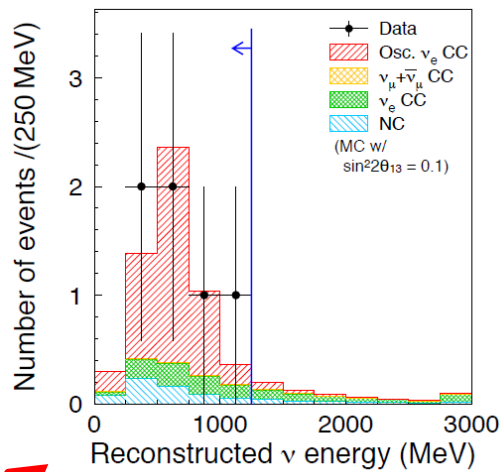 Data
Osc. νe CC
νμ+ν̅μ CC
νe CC
NC
(MC w/
sin²2θ13 = 0.1)
Number of events /(250 MeV)
3
2
1
0
0 1000 2000 3000
Reconstructed ν energy (MeV)